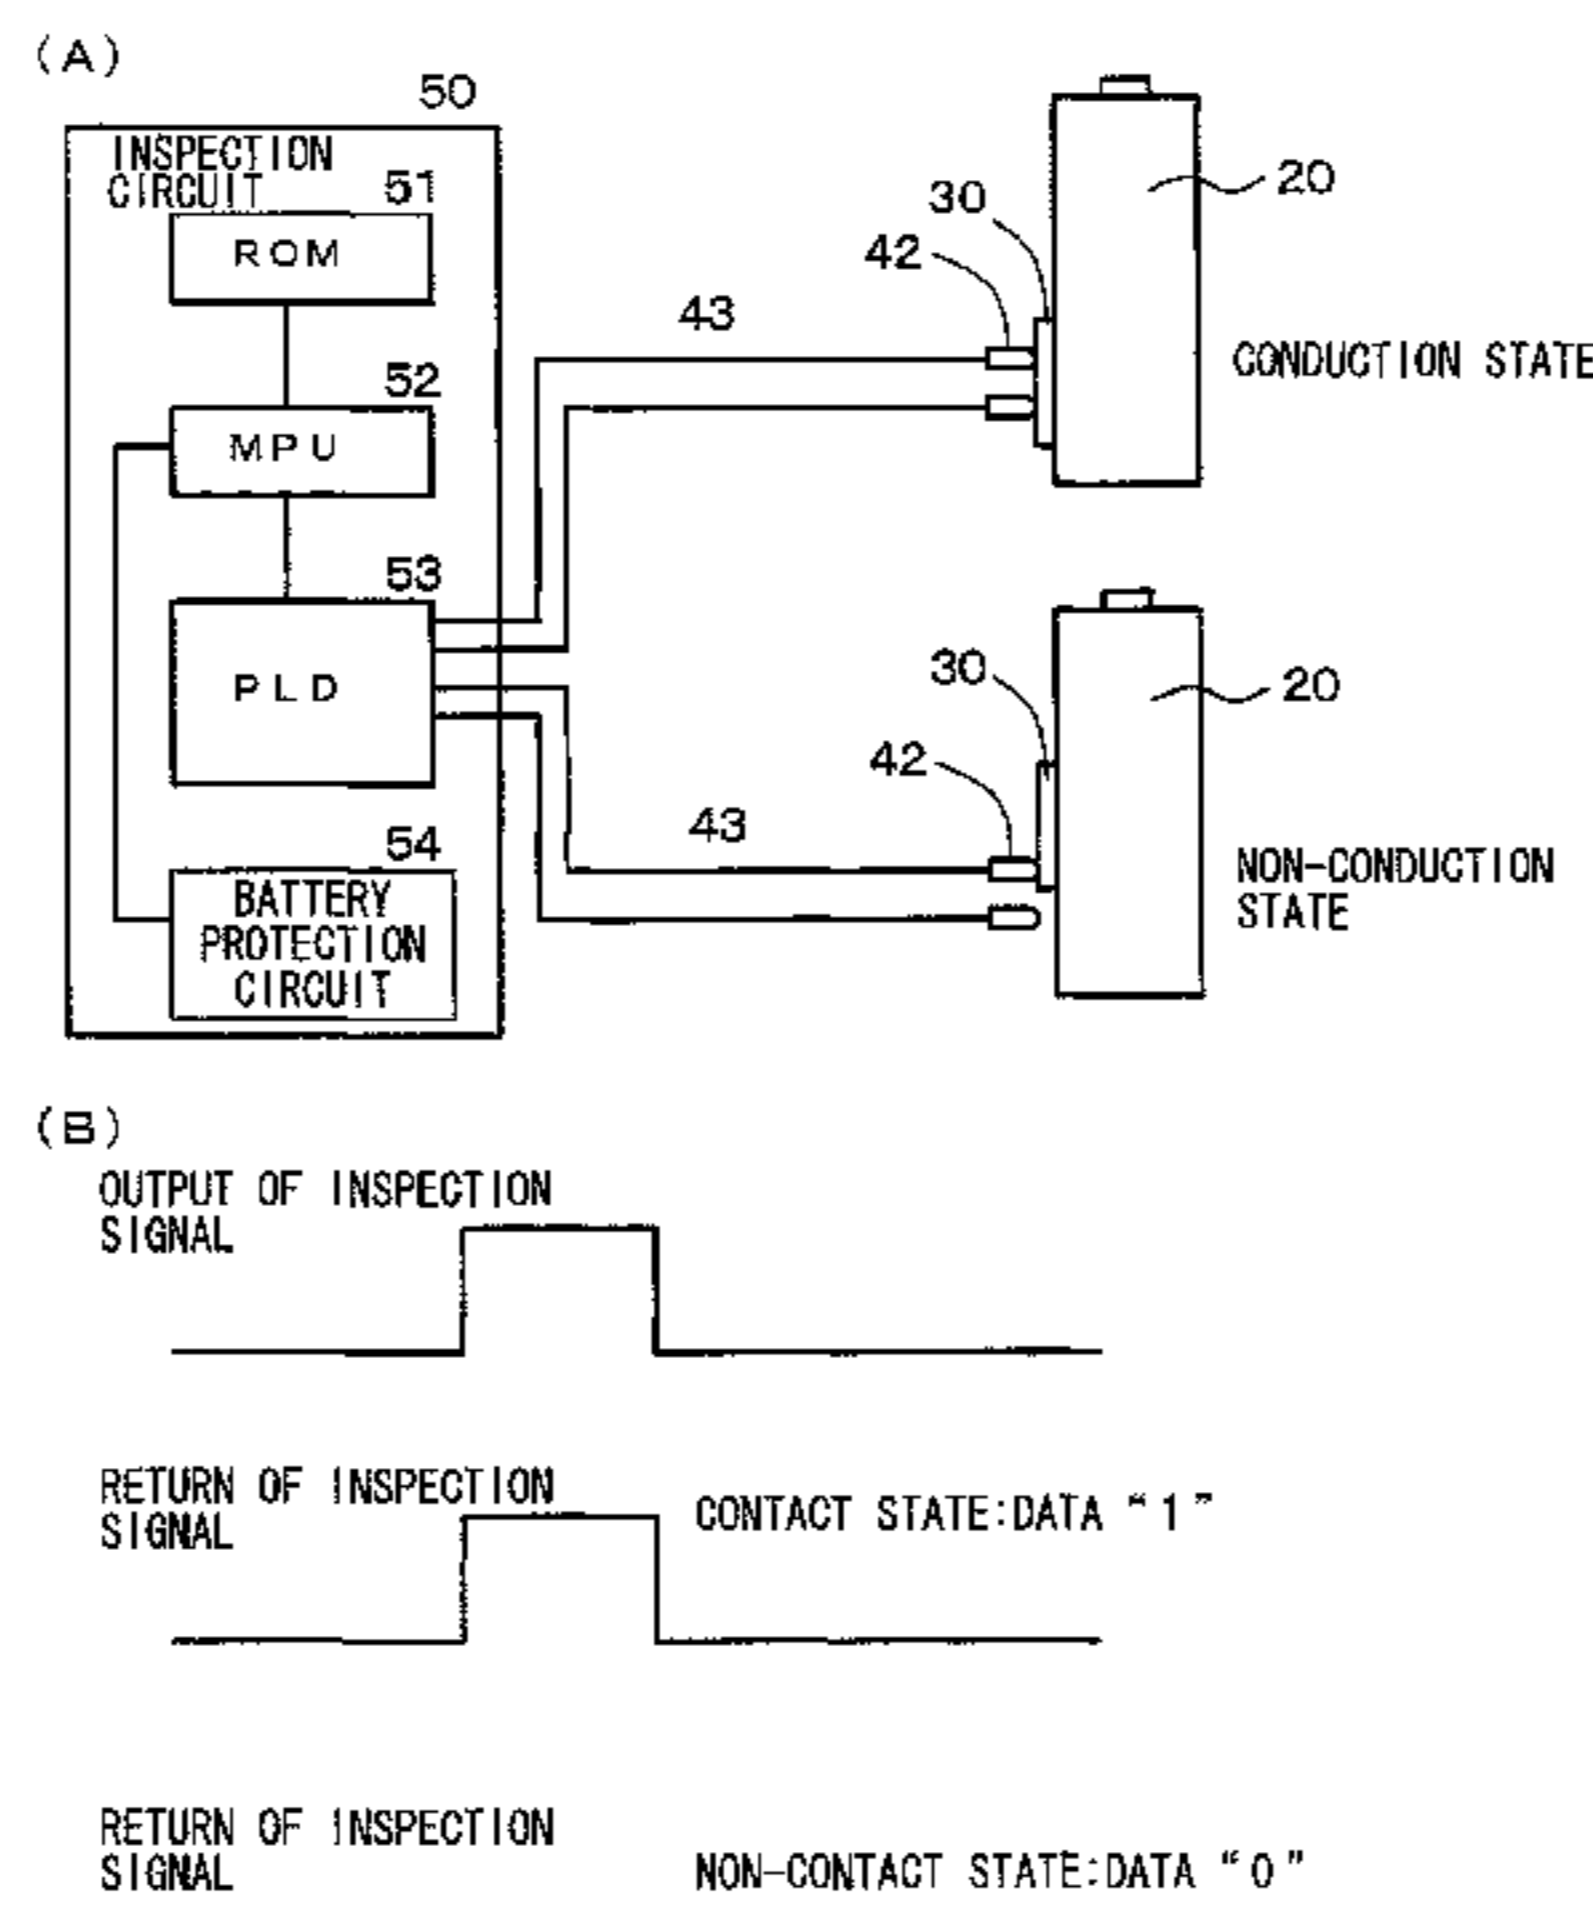 (A)
50
INSPECTION
CIRCUIT
51
ROM
52
MPU
53
PLD
54
BATTERY
PROTECTION
CIRCUIT
43
42
30
20
CONDUCTION STATE
43
42
30
20
NON-CONDUCTION
STATE
(B)
OUTPUT OF INSPECTION
SIGNAL
RETURN OF INSPECTION
SIGNAL
CONTACT STATE:DATA “1”
RETURN OF INSPECTION
SIGNAL
NON-CONTACT STATE:DATA “0”